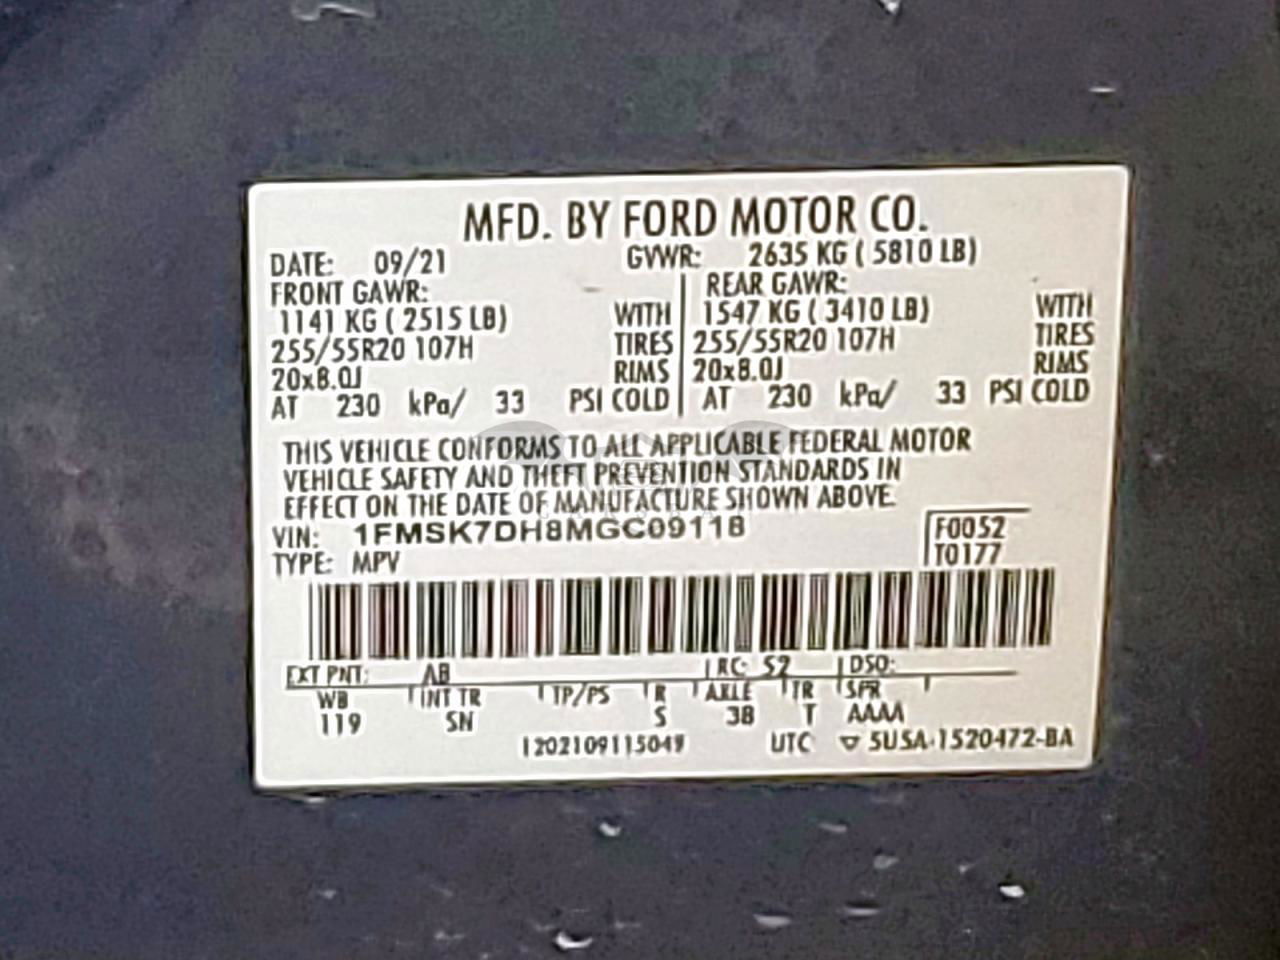 MFD. BY FORD MOTOR CO.
DATE: 09/21 GVWR: 2635 KG ( 5810 LB)
FRONT GAWR: REAR GAWR:
1141 KG ( 2515 LB) WITH 1547 KG ( 3410 LB) WITH
255/55R20 107H TIRES 255/55R20 107H TIRES
20x8.0J RIMS 20x8.0J RIMS
AT 230 kPa/ 33 PSI COLD AT 230 kPa/ 33 PSI COLD
THIS VEHICLE CONFORMS TO ALL APPLICABLE FEDERAL MOTOR
VEHICLE SAFETY AND THEFT PREVENTION STANDARDS IN
EFFECT ON THE DATE OF MANUFACTURE SHOWN ABOVE.
VIN: 1FMSK7DH8MGC09118 F0052
TYPE: MPV T0177
EXT PNT: AB RC: 52 DSO:
WB INT TR TP/PS R AXLE TR SPR
119 SN S 38 T AAAA
1202109115049 UTC 5USA-1520472-BA